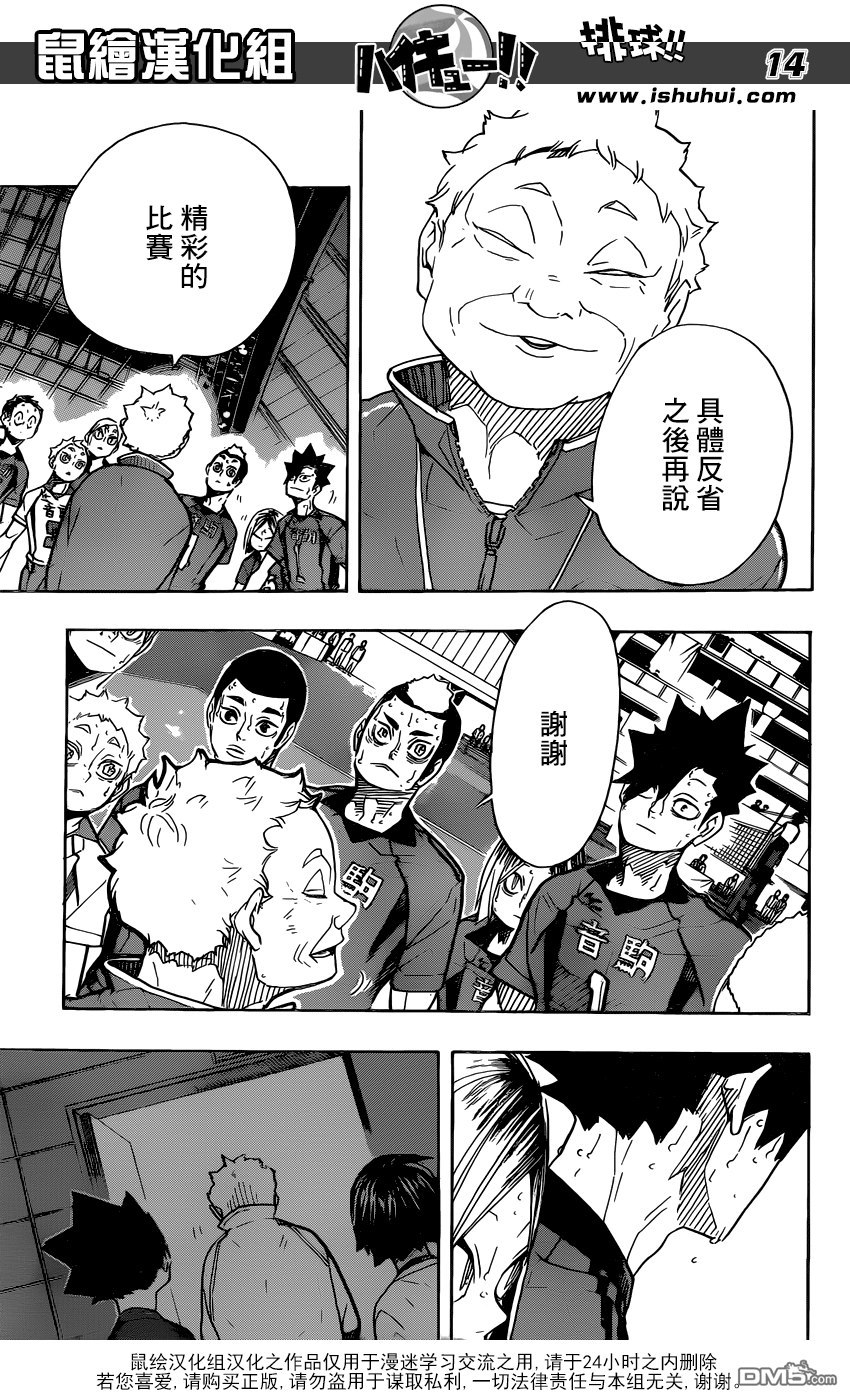 鼠繪漢化組
ハイキュー!!
排球!!
14
www.ishuhui.com
具體反省
之後再說
精彩的
比賽
音駒
1
謝謝
駒
音駒
1
鼠绘汉化组汉化之作品仅用于漫迷学习交流之用, 请于24小时之内删除
若您喜爱, 请购买正版, 请勿盗用于谋取私利, 一切法律责任与本组无关, 谢谢.
DM5.com